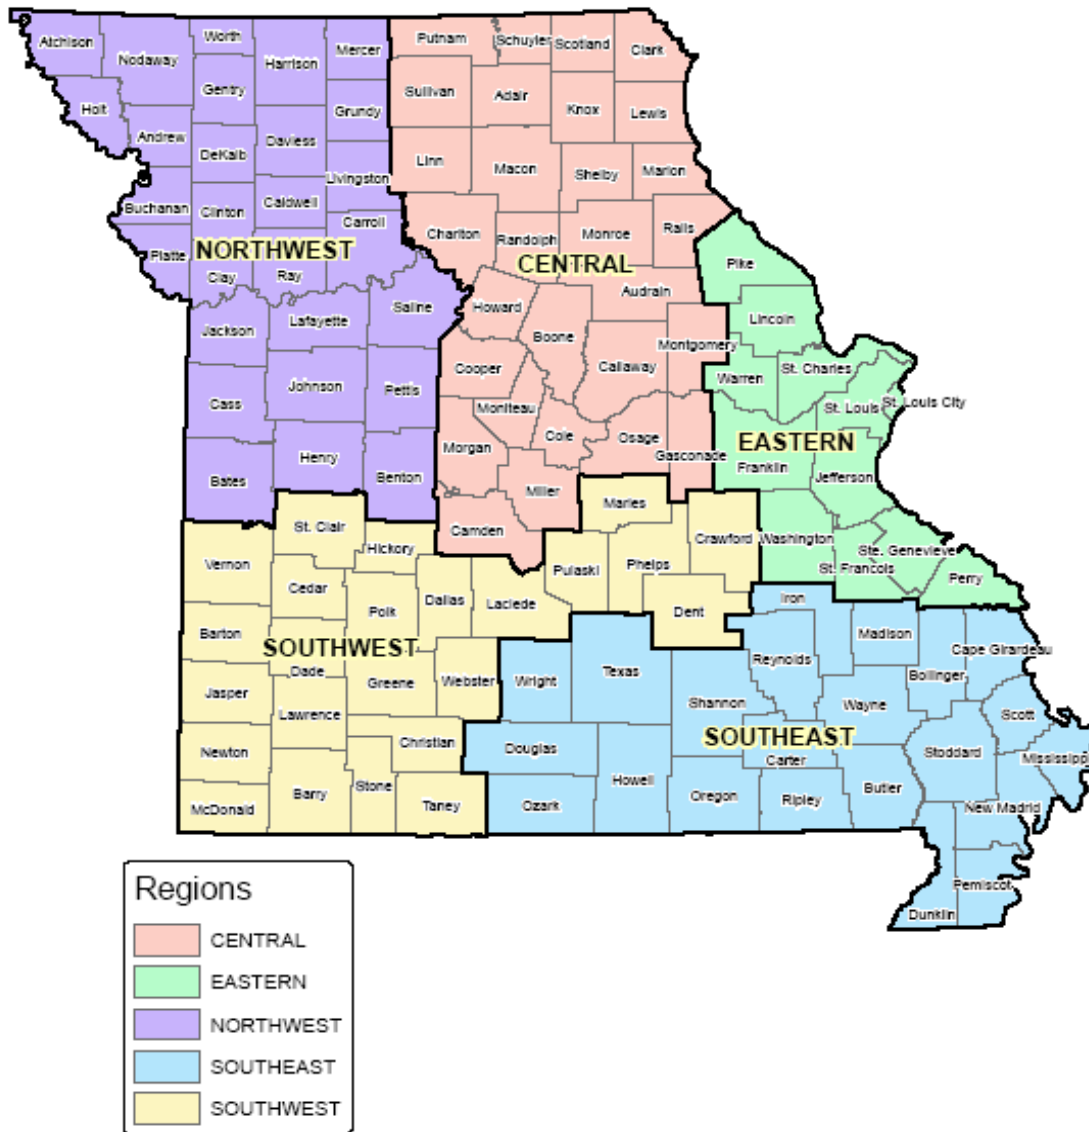 Atchison
Nodaway
Worth
Harrison
Mercer
Putnam
Schuyler
Scotland
Clark
Gentry
Sullivan
Adair
Knox
Lewis
Holt
Grundy
Andrew
DeKalb
Daviess
Linn
Macon
Shelby
Marion
Livingston
Buchanan
Clinton
Caldwell
Carroll
Chariton
Randolph
Monroe
Ralls
Platte
NORTHWEST
CENTRAL
Pike
Clay
Ray
Audrain
Saline
Howard
Lincoln
Jackson
Lafayette
Boone
Montgomery
Cooper
Callaway
Warren
St. Charles
Cass
Johnson
Pettis
Moniteau
St. Louis
St. Louis City
Cole
Osage
EASTERN
Morgan
Gasconade
Franklin
Bates
Henry
Benton
Miller
Jefferson
Maries
St. Clair
Camden
Crawford
Washington
Hickory
Ste. Genevieve
Vernon
Pulaski
Phelps
St. Francois
Perry
Cedar
Polk
Dallas
Laclede
Dent
Iron
Barton
Madison
SOUTHWEST
Cape Girardeau
Dade
Texas
Reynolds
Bollinger
Jasper
Greene
Webster
Wright
Shannon
Wayne
Lawrence
Scott
SOUTHEAST
Newton
Christian
Douglas
Stoddard
Mississippi
Carter
Barry
Stone
Howell
Butler
McDonald
Taney
Ozark
Oregon
Ripley
New Madrid
Pemiscot
Dunklin
Regions
CENTRAL
EASTERN
NORTHWEST
SOUTHEAST
SOUTHWEST